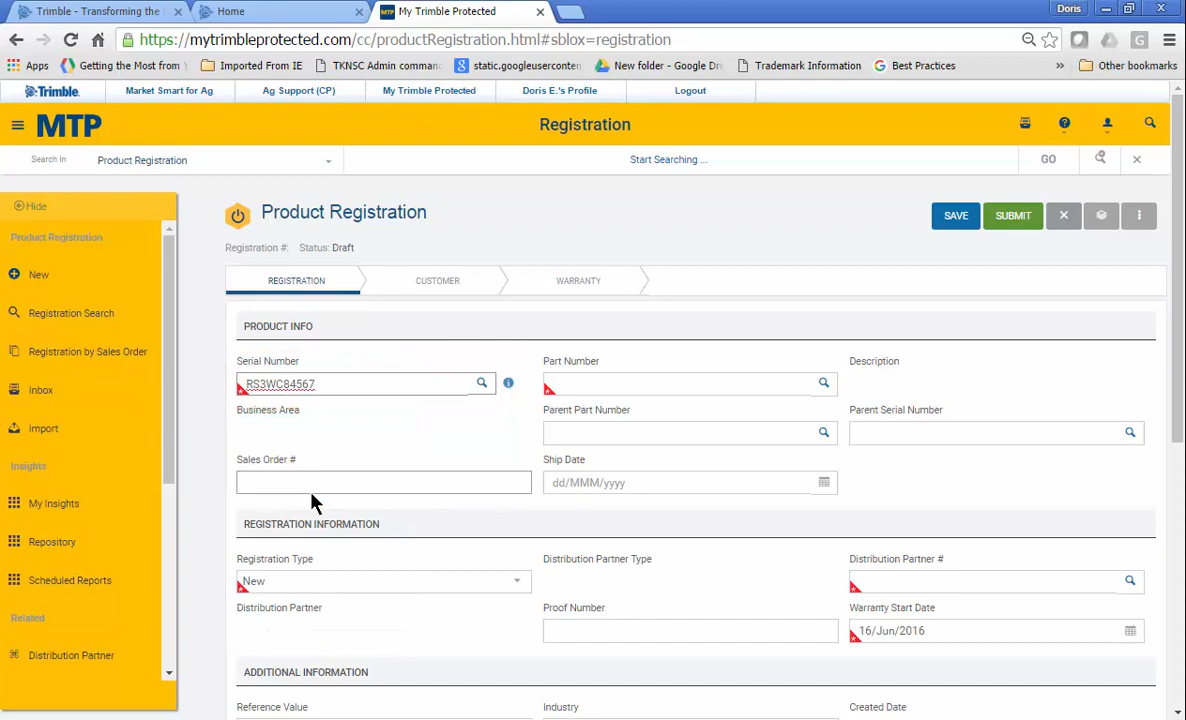 Trimble - Transforming the
Home
My Trimble Protected
Doris
https://mytrimbleprotected.com/cc/productRegistration.html#sblox=registration
Apps
Getting the Most from
Imported From IE
TKNSC Admin comman
static.googleuserconten
New folder - Google Dri
Trademark Information
Best Practices
»
Other bookmarks
Trimble.
Market Smart for Ag
Ag Support (CP)
My Trimble Protected
Doris E.'s Profile
Logout
MTP
Registration
Search In
Product Registration
Start Searching ...
GO
Hide
Product Registration
New
Registration Search
Registration by Sales Order
Inbox
Import
Insights
My Insights
Repository
Scheduled Reports
Related
Distribution Partner
Product Registration
SAVE
SUBMIT
Registration #: Status: Draft
REGISTRATION
CUSTOMER
WARRANTY
PRODUCT INFO
Serial Number
Part Number
Description
RS3WC84567
Business Area
Parent Part Number
Parent Serial Number
Sales Order #
Ship Date
dd/MMM/yyyy
REGISTRATION INFORMATION
Registration Type
Distribution Partner Type
Distribution Partner #
New
Distribution Partner
Proof Number
Warranty Start Date
16/Jun/2016
ADDITIONAL INFORMATION
Reference Value
Industry
Created Date